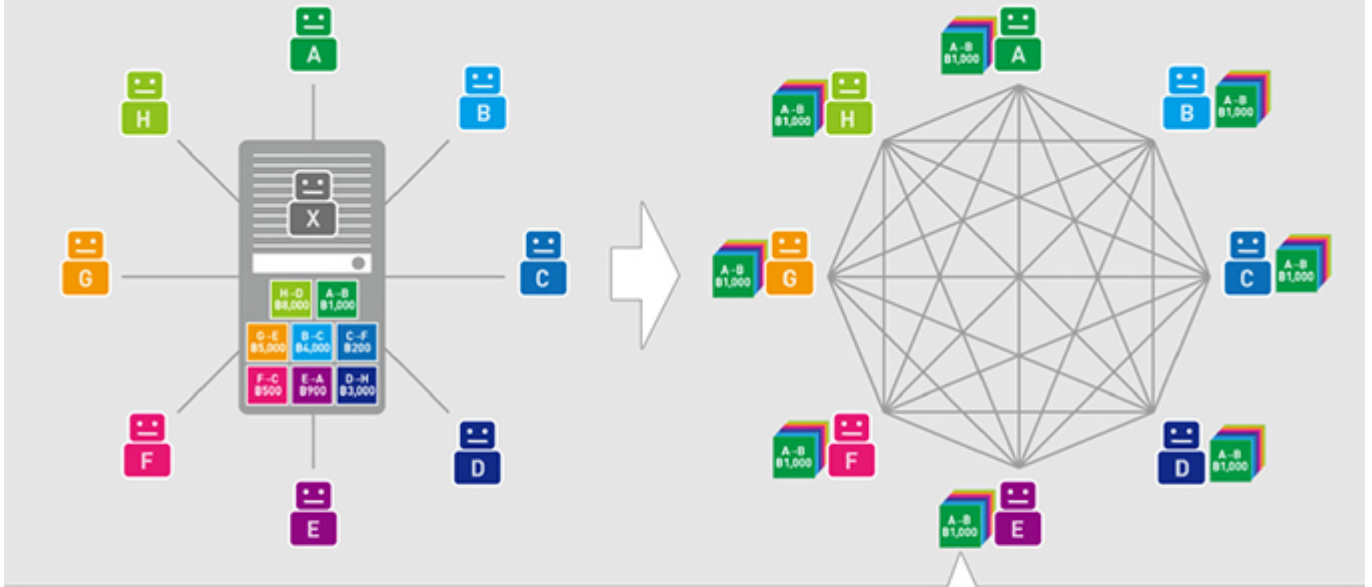 A
H
B
X
G
C
H→D
B8,000
A→B
B1,000
G→E
B5,000
B→C
B4,000
C→F
B200
F→C
B500
E→A
B900
D→H
B3,000
F
D
E
A→B
B1,000
A
A→B
B1,000
H
B
A→B
B1,000
A→B
B1,000
G
C
A→B
B1,000
A→B
B1,000
F
D
A→B
B1,000
A→B
B1,000
E